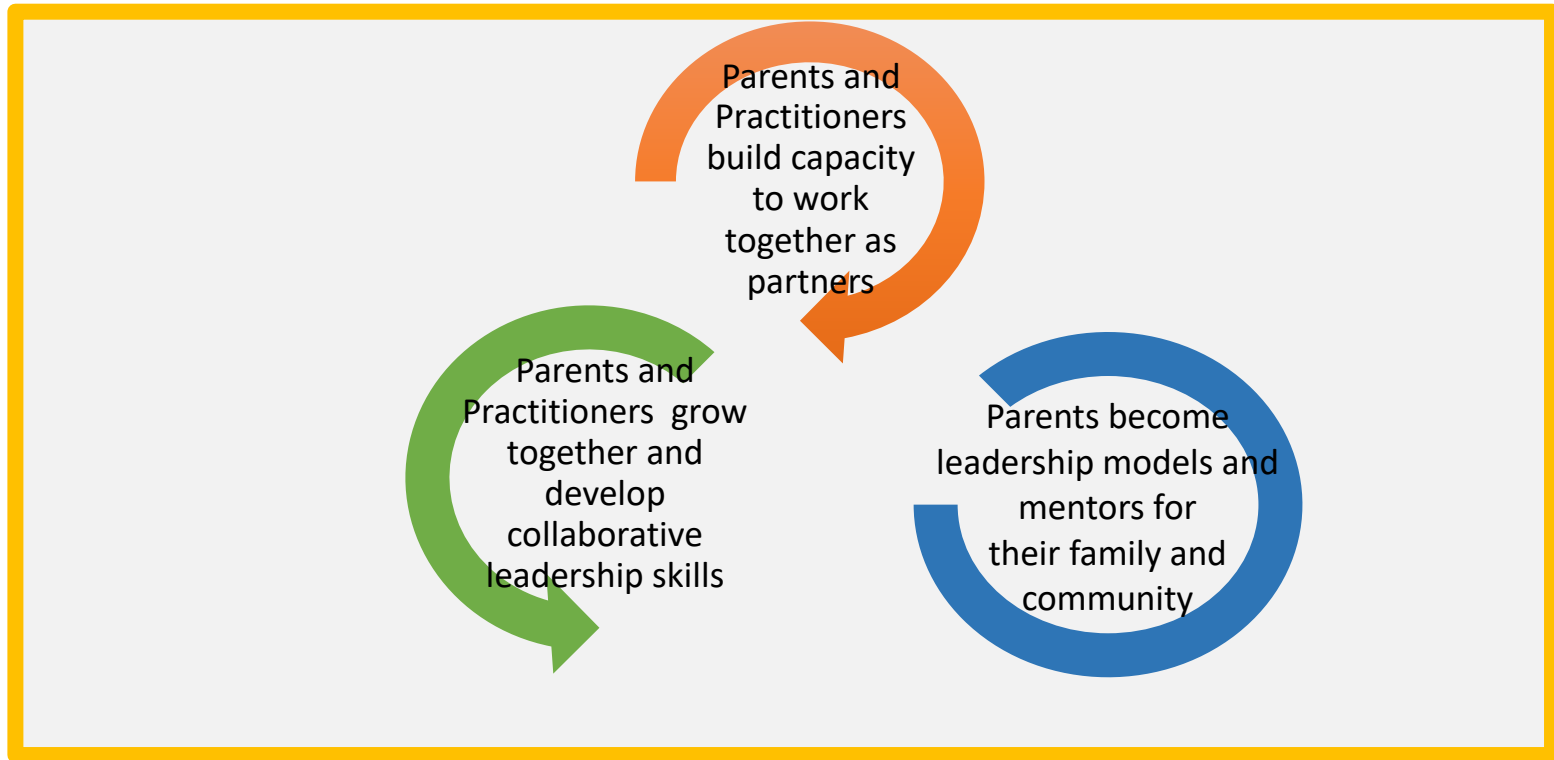 Parents and
Practitioners
build capacity
to work
together as
partners
Parents and
Practitioners  grow
together and
develop
collaborative
leadership skills
Parents become
leadership models and
mentors for
their family and
community